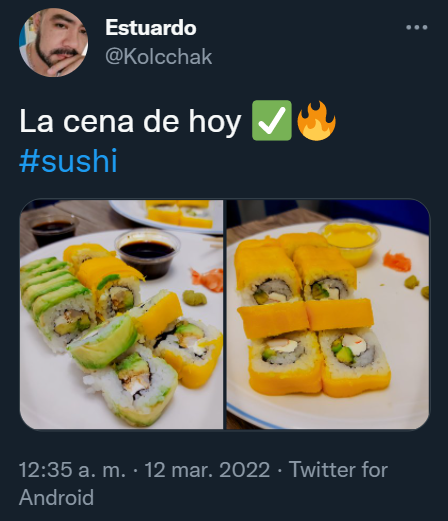 Estuardo
@Kolcchak
La cena de hoy ✅🔥
#sushi
12:35 a. m. · 12 mar. 2022 · Twitter for
Android